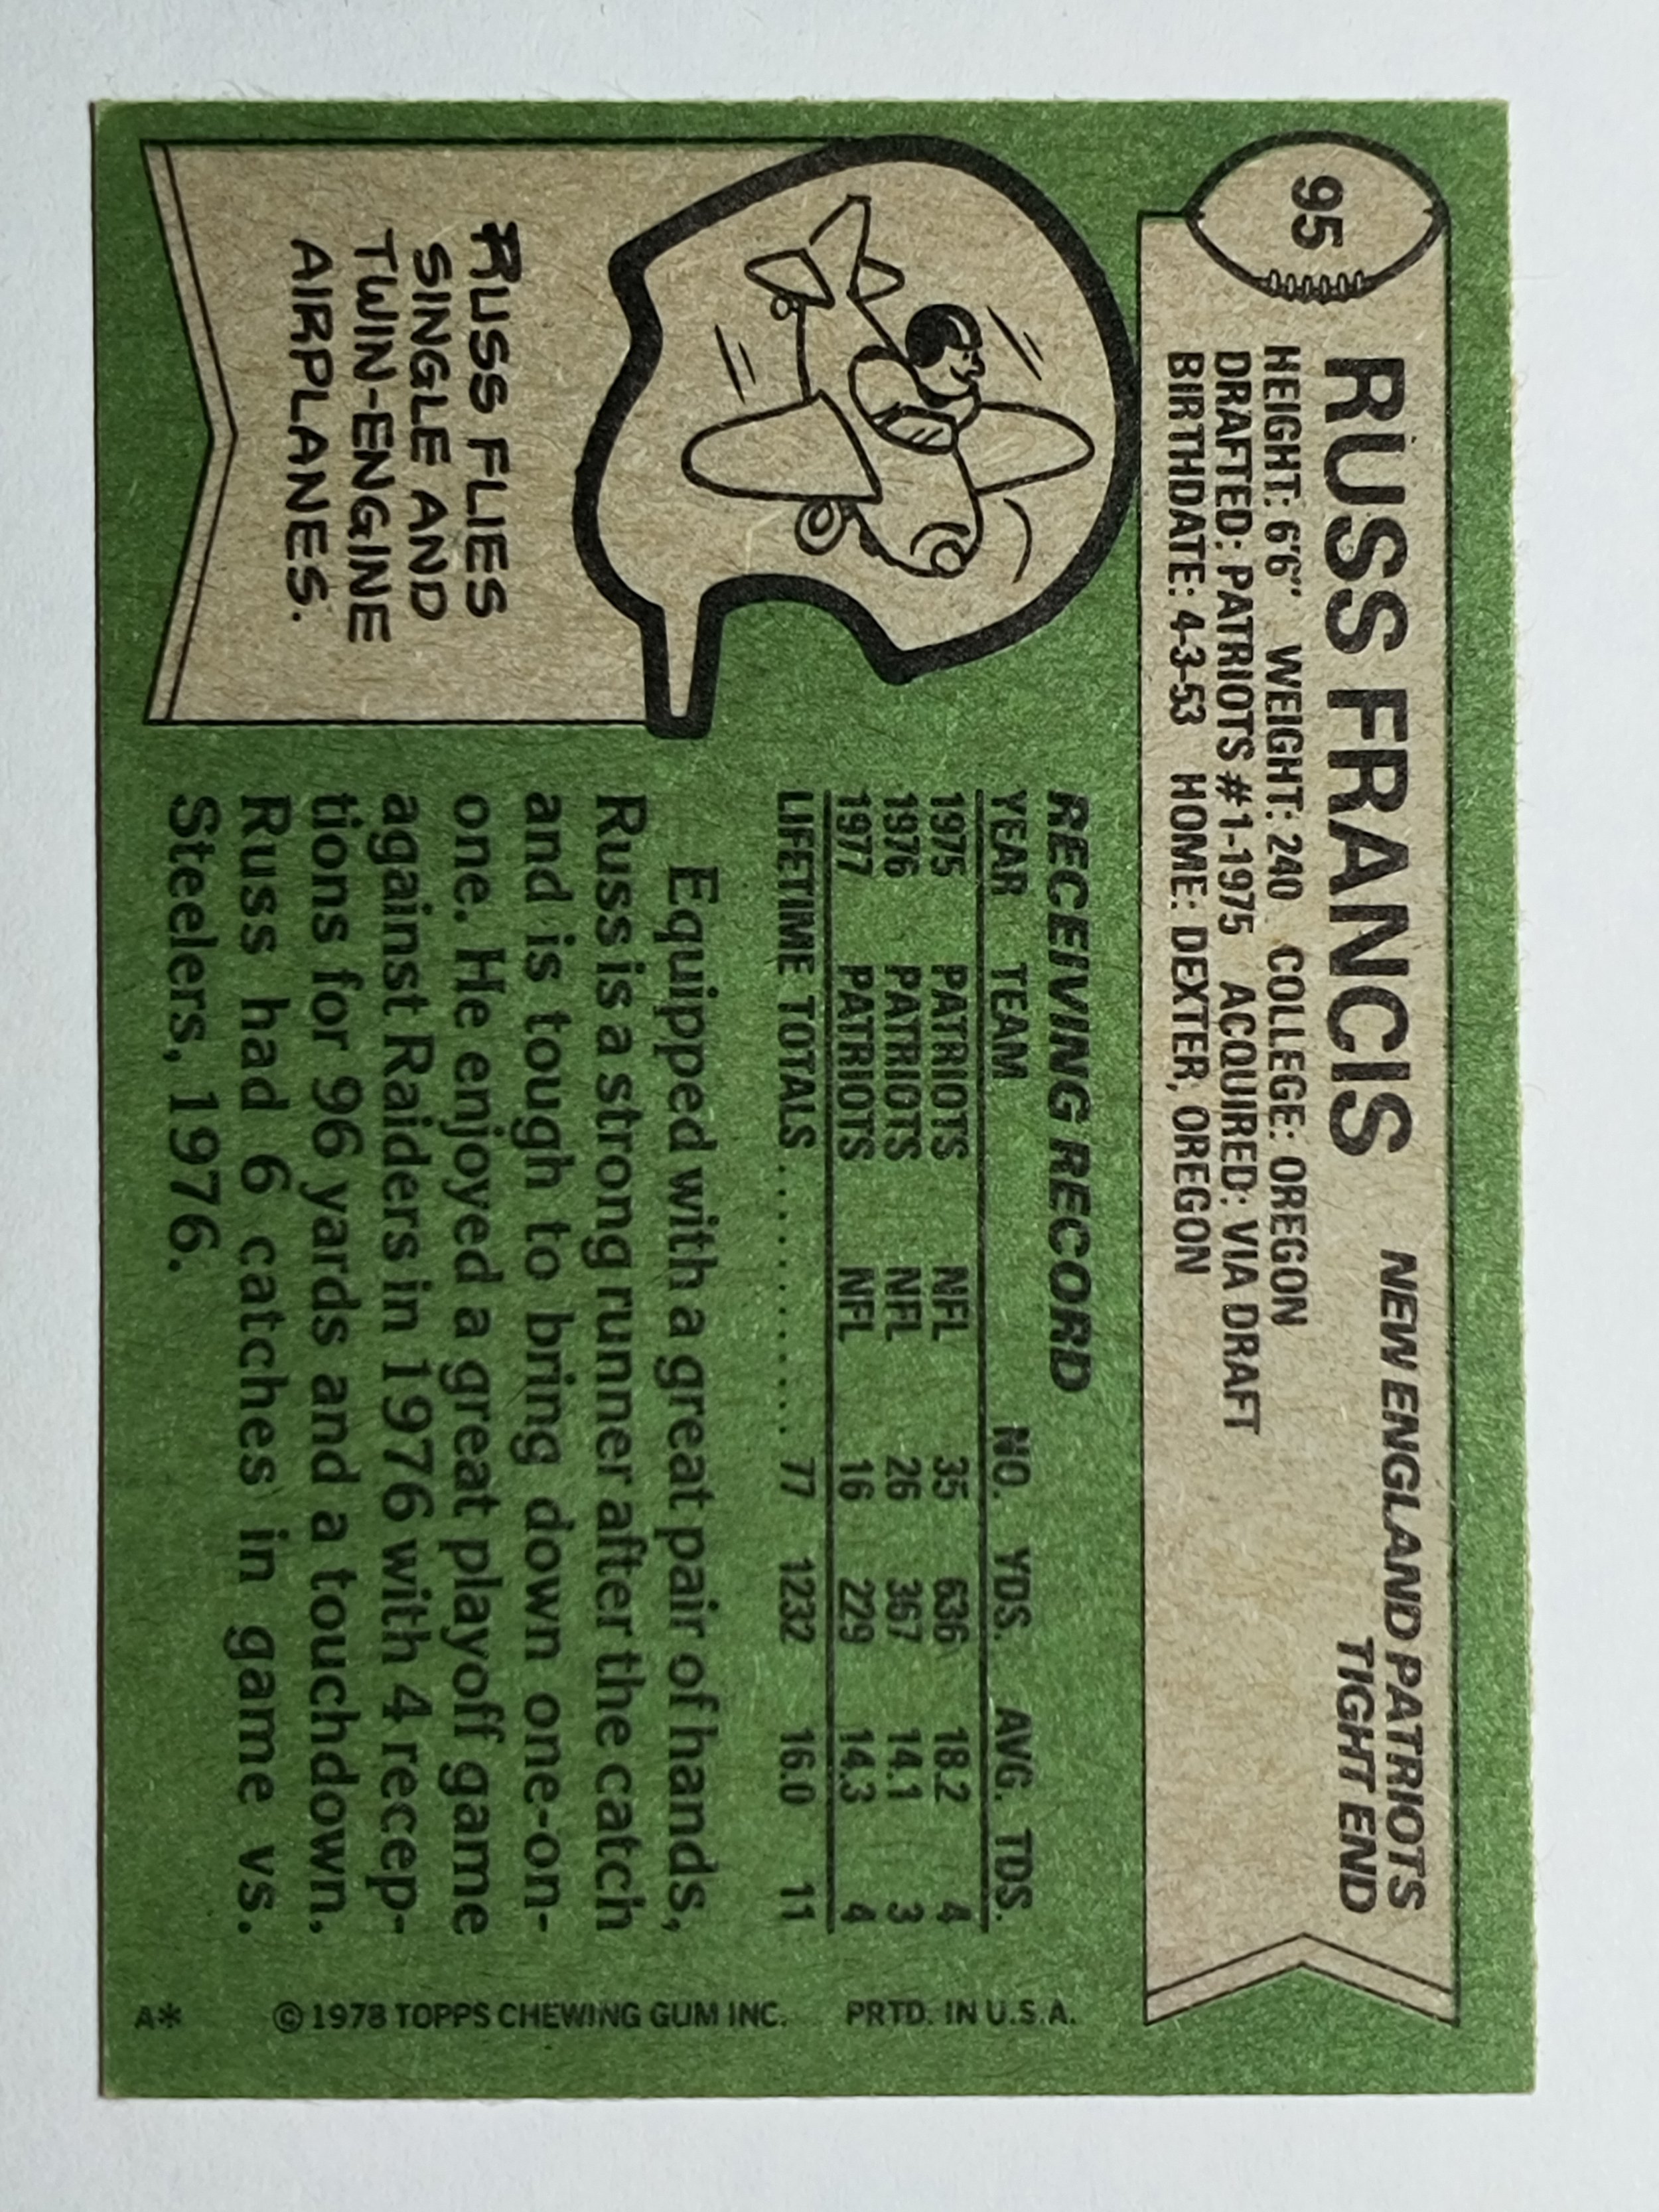 95
RUSS FRANCIS
NEW ENGLAND PATRIOTS
TIGHT END
HEIGHT: 6'6" WEIGHT: 240 COLLEGE: OREGON
DRAFTED: PATRIOTS #1-1975 ACQUIRED: VIA DRAFT
BIRTHDATE: 4-3-53 HOME: DEXTER, OREGON
RUSS FLIES
SINGLE AND
TWIN-ENGINE
AIRPLANES.
RECEIVING RECORD
YEAR TEAM NO. YDS. AVG. TDS.
1975 PATRIOTS NFL 35 636 18.2 4
1976 PATRIOTS NFL 26 367 14.1 3
1977 PATRIOTS NFL 16 229 14.3 4
LIFETIME TOTALS .................. 77 1232 16.0 11
Equipped with a great pair of hands,
Russ is a strong runner after the catch
and is tough to bring down one-on-
one. He enjoyed a great playoff game
against Raiders in 1976 with 4 recep-
tions for 96 yards and a touchdown.
Russ had 6 catches in game vs.
Steelers, 1976.
A* © 1978 TOPPS CHEWING GUM INC. PRTD. IN U.S.A.